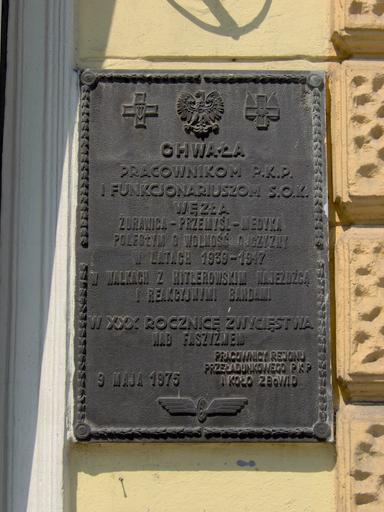 CHWAŁA
PRACOWNIKOM P.K.P.
I FUNKCJONARIUSZOM S.O.K.
WĘZŁA
ŻURAWICA - PRZEMYŚL - MEDYKA
POLEGŁYM O WOLNOŚĆ OJCZYZNY
W LATACH 1939-1947
W WALKACH Z HITLEROWSKIM NAJEŹDŹCĄ
I REAKCYJNYMI BANDAMI
W XXX ROCZNICĘ ZWYCIĘSTWA
NAD FASZYZMEM
PRACOWNICY REJONU
PRZEŁADUNKOWEGO PKP
9 MAJA 1975 I KOŁO ZBOWID